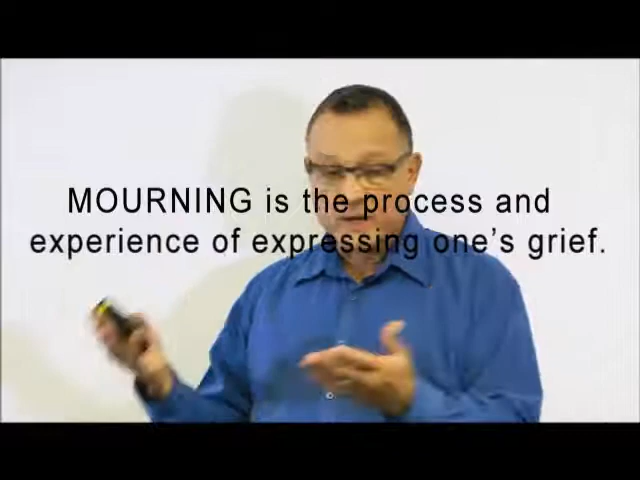 MOURNING is the process and
experience of expressing one's grief.